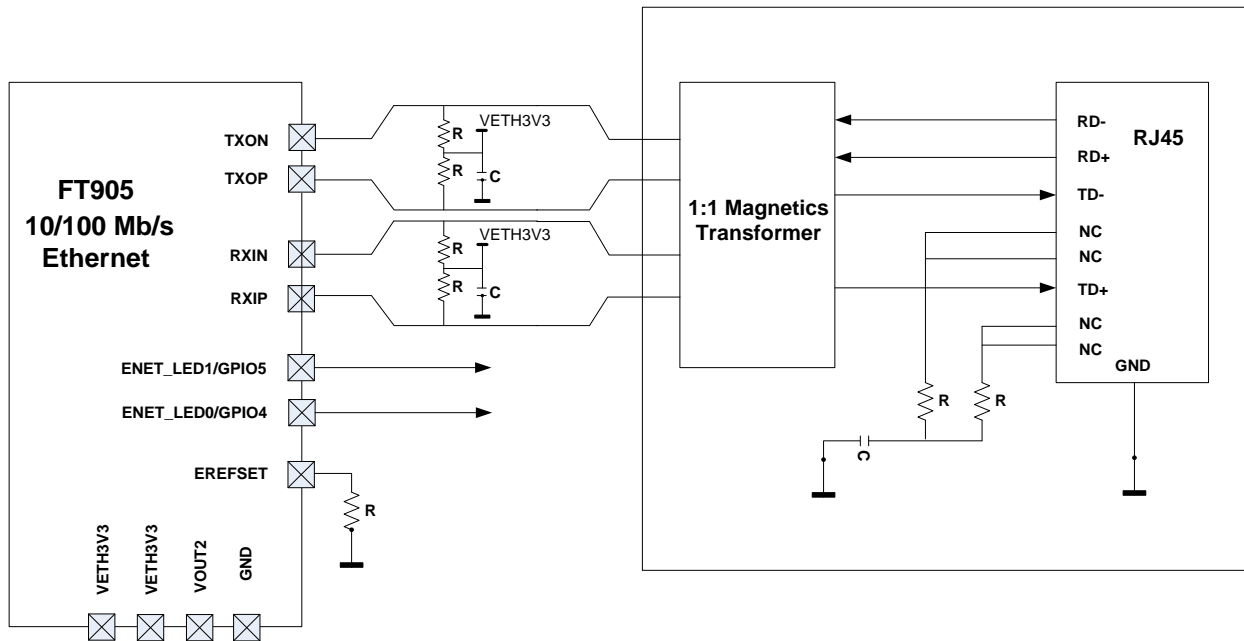 FT905
10/100 Mb/s
Ethernet
TXON
TXOP
RXIN
RXIP
ENET_LED1/GPIO5
ENET_LED0/GPIO4
EREFSET
VETH3V3
VETH3V3
VOUT2
GND
R
VETH3V3
R
C
R
VETH3V3
R
C
R
1:1 Magnetics
Transformer
RJ45
RD-
RD+
TD-
NC
NC
TD+
NC
NC
GND
R
R
C